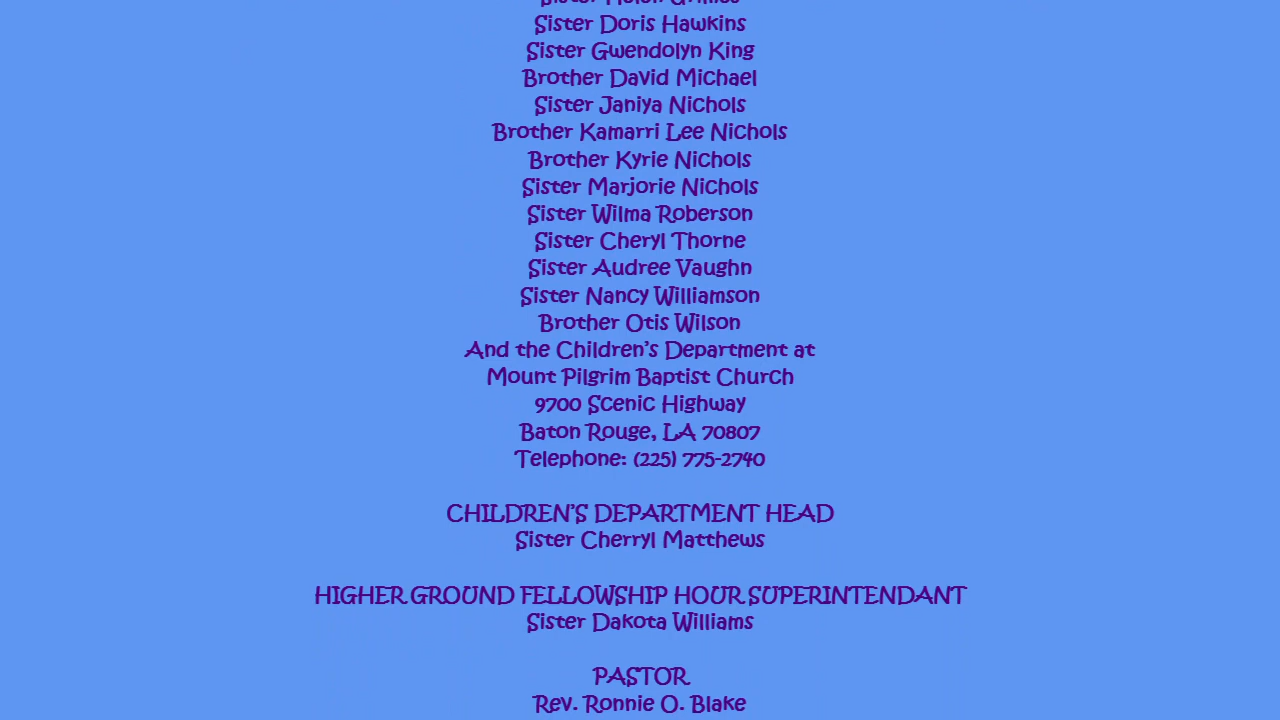 Sister Helen Grimes
Sister Doris Hawkins
Sister Gwendolyn King
Brother David Michael
Sister Janiya Nichols
Brother Kamarri Lee Nichols
Brother Kyrie Nichols
Sister Marjorie Nichols
Sister Wilma Roberson
Sister Cheryl Thorne
Sister Audree Vaughn
Sister Nancy Williamson
Brother Otis Wilson
And the Children's Department at
Mount Pilgrim Baptist Church
9700 Scenic Highway
Baton Rouge, LA 70807
Telephone: (225) 775-2740
CHILDREN'S DEPARTMENT HEAD
Sister Cherryl Matthews
HIGHER GROUND FELLOWSHIP HOUR SUPERINTENDANT
Sister Dakota Williams
PASTOR
Rev. Ronnie O. Blake